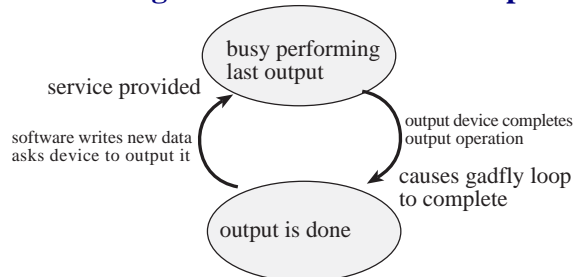 busy performing
last output
service provided
output device completes
output operation
software writes new data
asks device to output it
causes gadfly loop
to complete
output is done